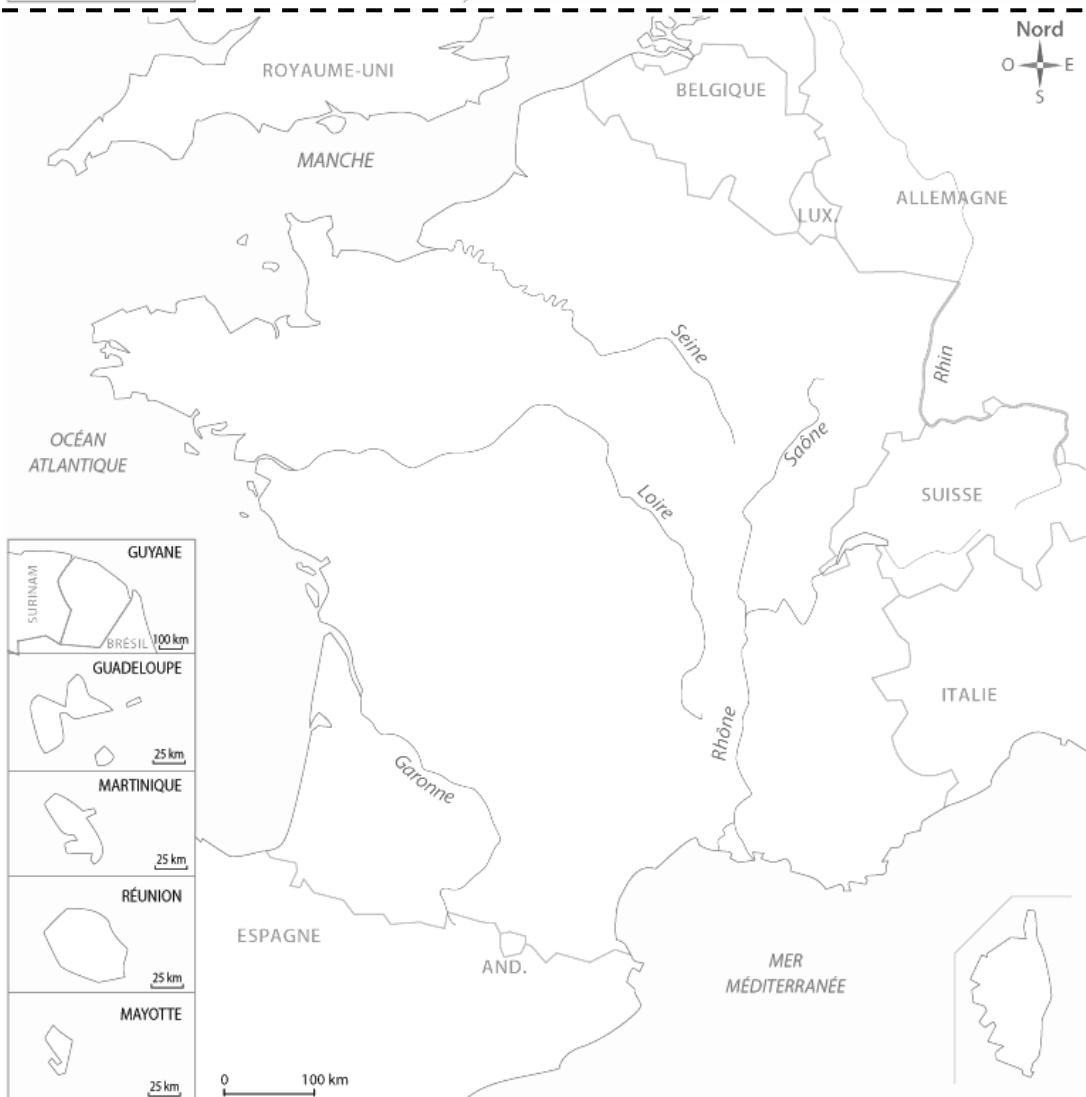 Nord
O E
S
ROYAUME-UNI
BELGIQUE
MANCHE
LUX.
ALLEMAGNE
Seine
Rhin
OCÉAN
ATLANTIQUE
Saône
Loire
SUISSE
GUYANE
SURINAM
BRÉSIL
100 km
GUADELOUPE
25 km
ITALIE
Rhône
Garonne
MARTINIQUE
25 km
RÉUNION
25 km
ESPAGNE
AND.
MER
MÉDITERRANÉE
MAYOTTE
25 km
0 100 km